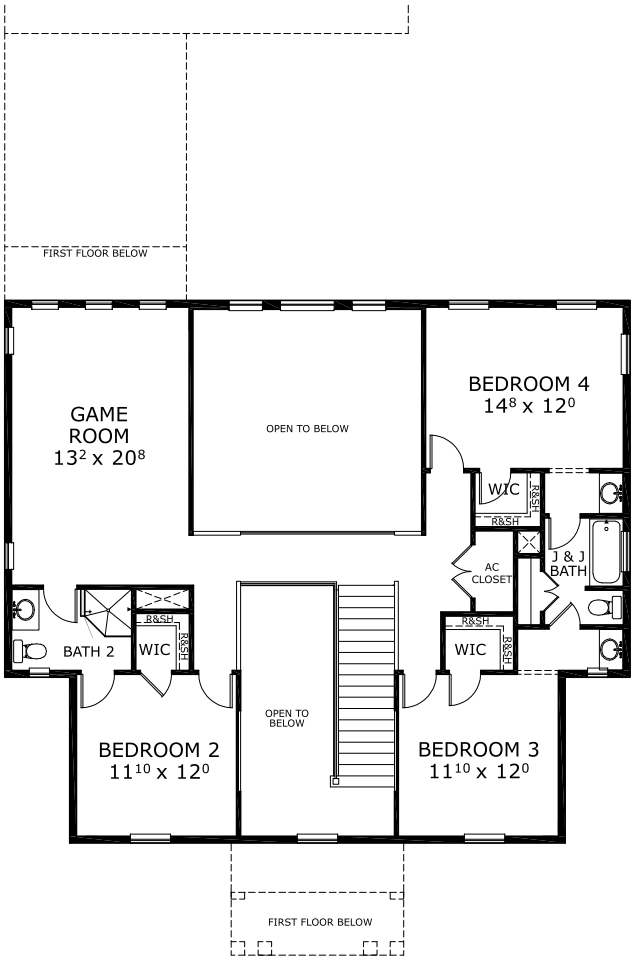 FIRST FLOOR BELOW
BEDROOM 4
14⁸ x 12⁰
GAME
ROOM
13² x 20⁸
OPEN TO BELOW
WIC
R&SH
R&SH
J & J
BATH
AC
CLOSET
R&SH
R&SH
WIC
BATH 2
R&SH
R&SH
WIC
OPEN TO
BELOW
BEDROOM 2
11¹⁰ x 12⁰
BEDROOM 3
11¹⁰ x 12⁰
FIRST FLOOR BELOW